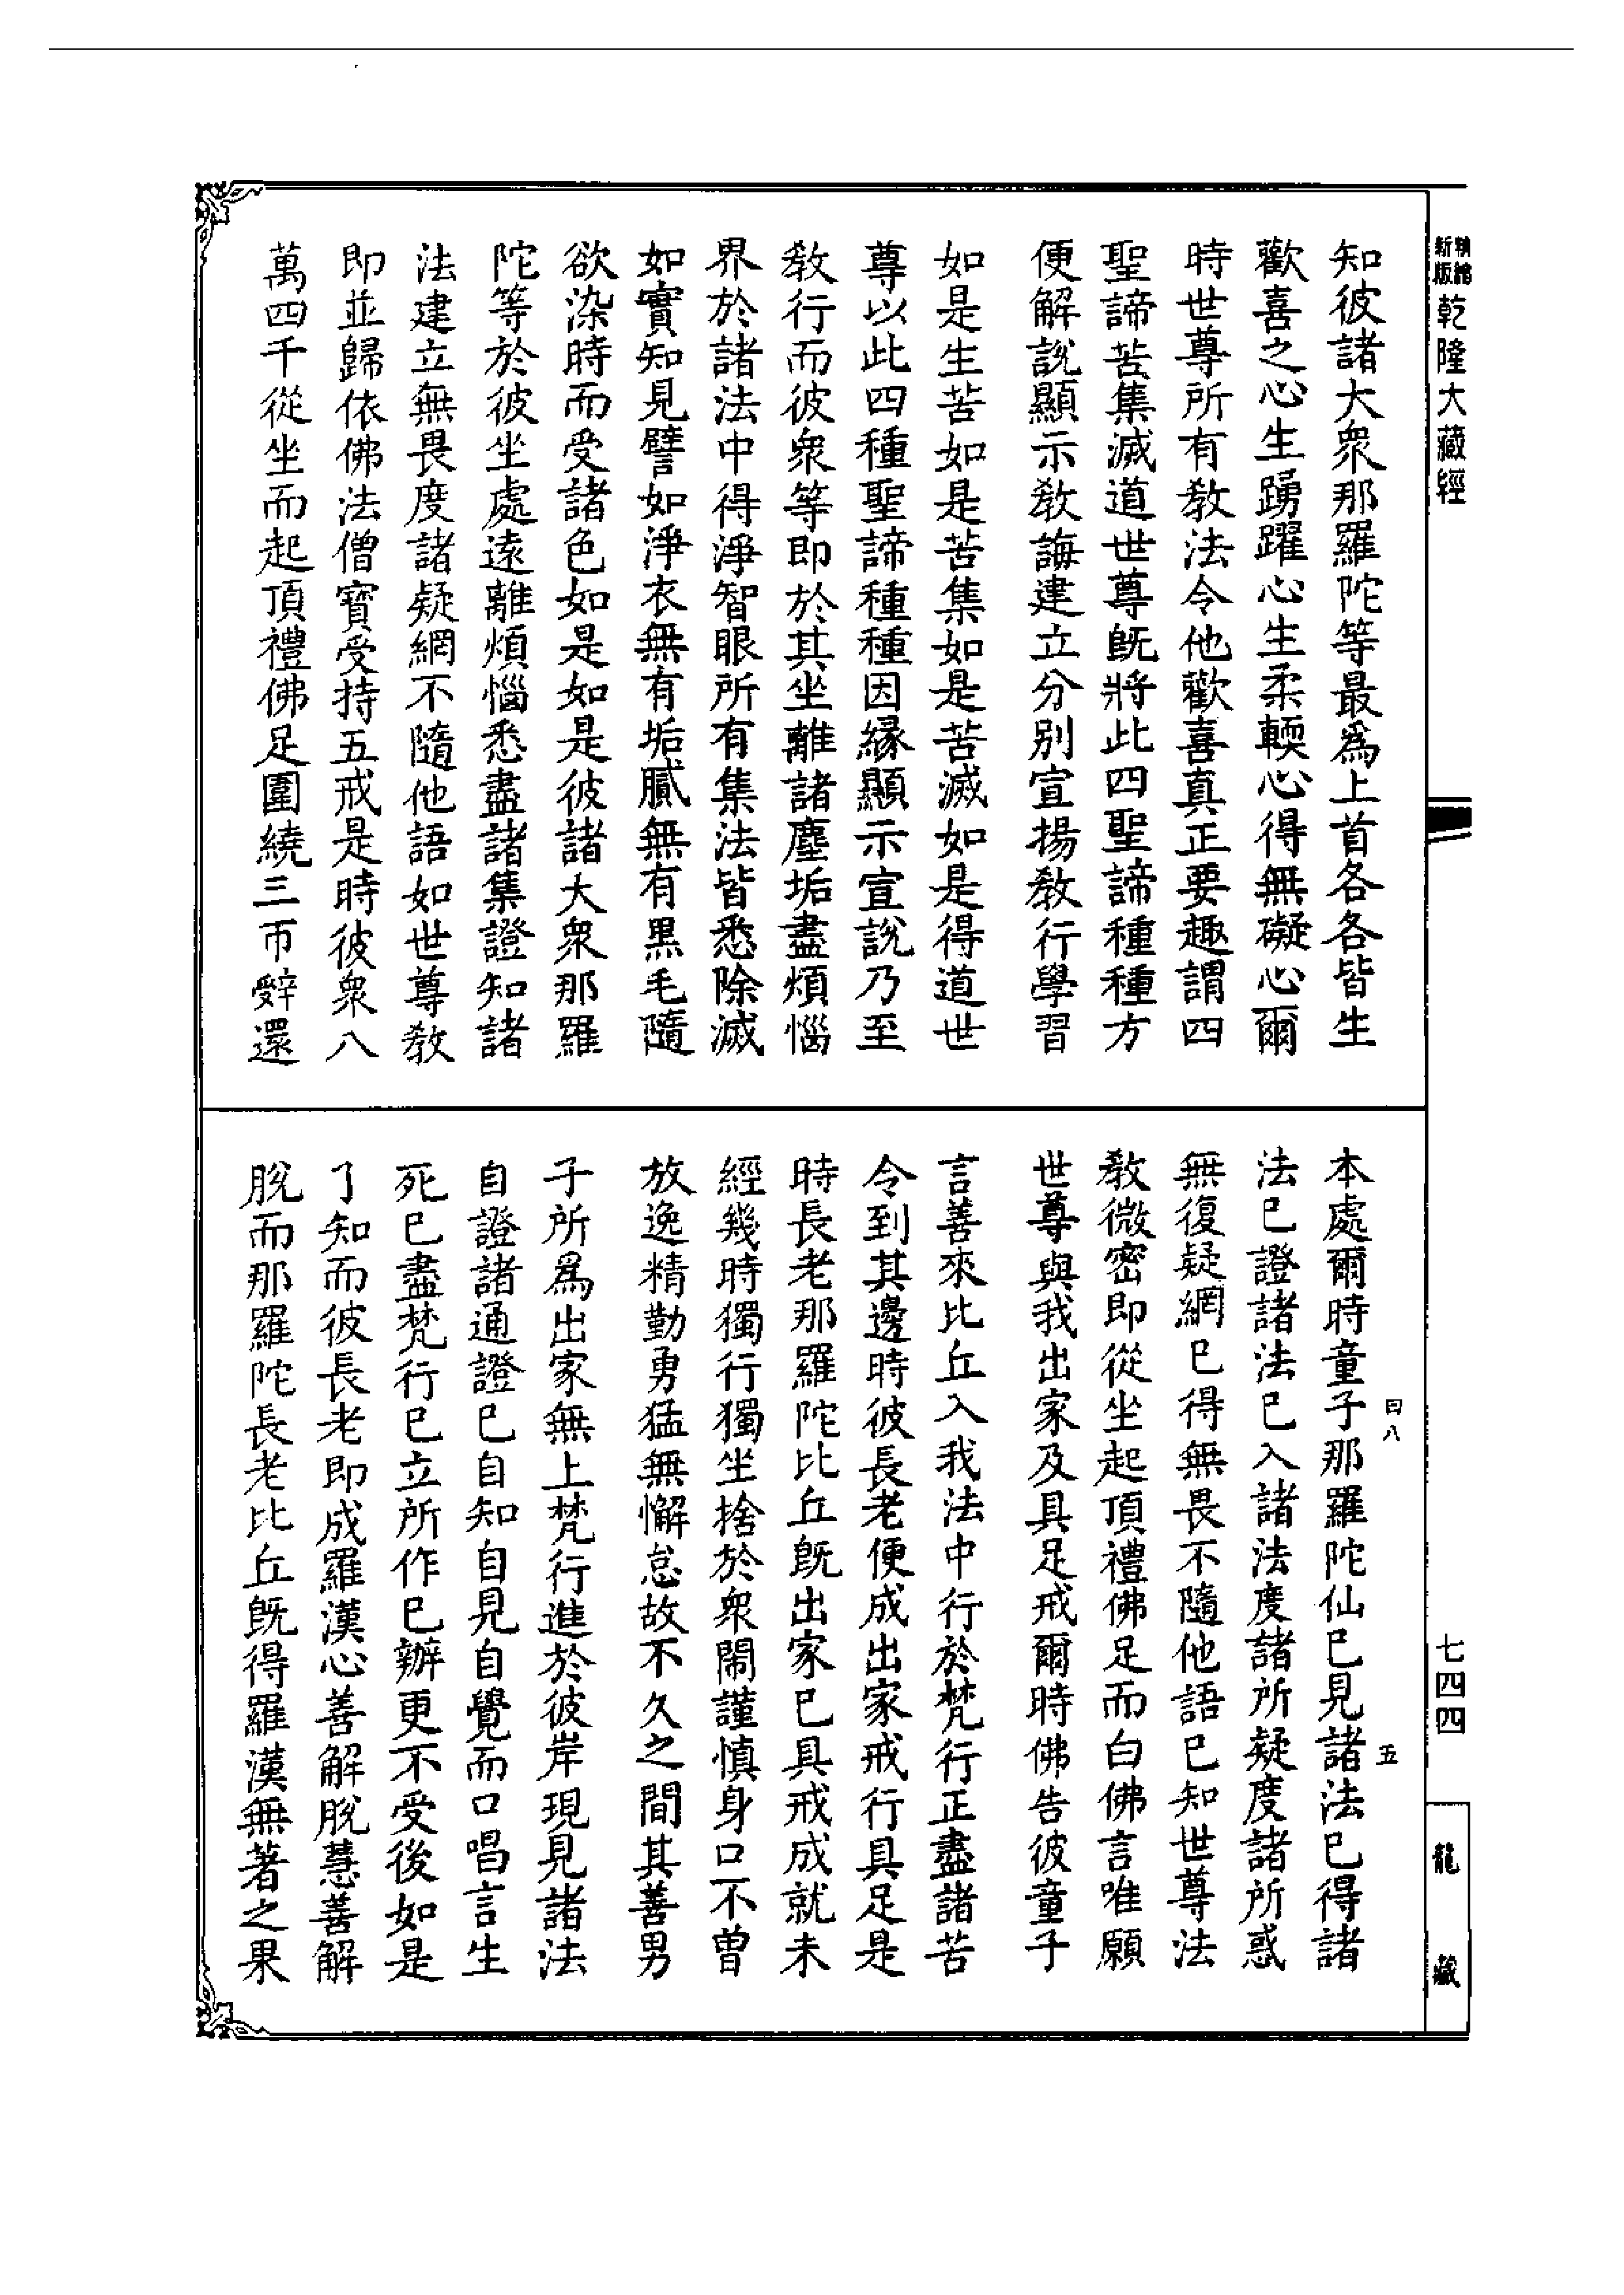 新版精縮
乾隆大藏經
知彼諸大衆那羅陀等最爲上首各各皆生
歡喜之心生踴躍心生柔輭心得無礙心爾
時世尊所有教法令他歡喜真正要趣謂四
聖諦苦集滅道世尊旣將此四聖諦種種方
便解說顯示教誨建立分別宣揚教行學習
如是生苦如是苦集如是苦滅如是得道世
尊以此四種聖諦種種因緣顯示宣說乃至
教行而彼衆等即於其坐離諸塵垢盡煩惱
界於諸法中得淨智眼所有集法皆悉除滅
如實知見譬如淨衣無有垢膩無有黑毛隨
欲染時而受諸色如是如是彼諸大衆那羅
陀等於彼坐處遠離煩惱悉盡諸集證知諸
法建立無畏度諸疑網不隨他語如世尊教
即並歸依佛法僧寶受持五戒是時彼衆八
萬四千從坐而起頂禮佛足圍繞三帀辤還
本處爾時童子那羅陀仙已見諸法已得諸
法已證諸法已入諸法度諸所疑度諸所惑
無復疑網已得無畏不隨他語已知世尊法
教微密即從坐起頂禮佛足而白佛言唯願
世尊與我出家及具足戒爾時佛告彼童子
言善來比丘入我法中行於梵行正盡諸苦
令到其邊時彼長老便成出家戒行具足是
時長老那羅陀比丘旣出家已具戒成就未
經幾時獨行獨坐捨於衆鬧謹慎身口不曾
放逸精勤勇猛無懈怠故不久之間其善男
子所爲出家無上梵行進於彼岸現見諸法
自證諸通證已自知自見自覺而口唱言生
死已盡梵行已立所作已辦更不受後如是
了知而彼長老即成羅漢心善解脫慧善解
脫而那羅陀長老比丘旣得羅漢無著之果
曰八
五
七四四
龍藏